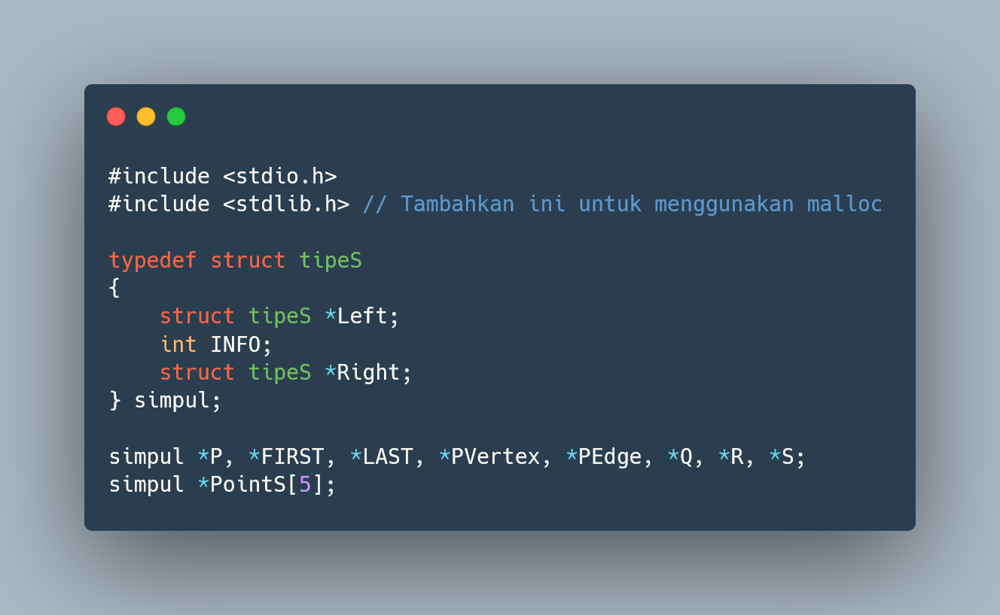 #include <stdio.h>
#include <stdlib.h> // Tambahkan ini untuk menggunakan malloc
typedef struct tipeS
{
    struct tipeS *Left;
    int INFO;
    struct tipeS *Right;
} simpul;
simpul *P, *FIRST, *LAST, *PVertex, *PEdge, *Q, *R, *S;
simpul *PointS[5];